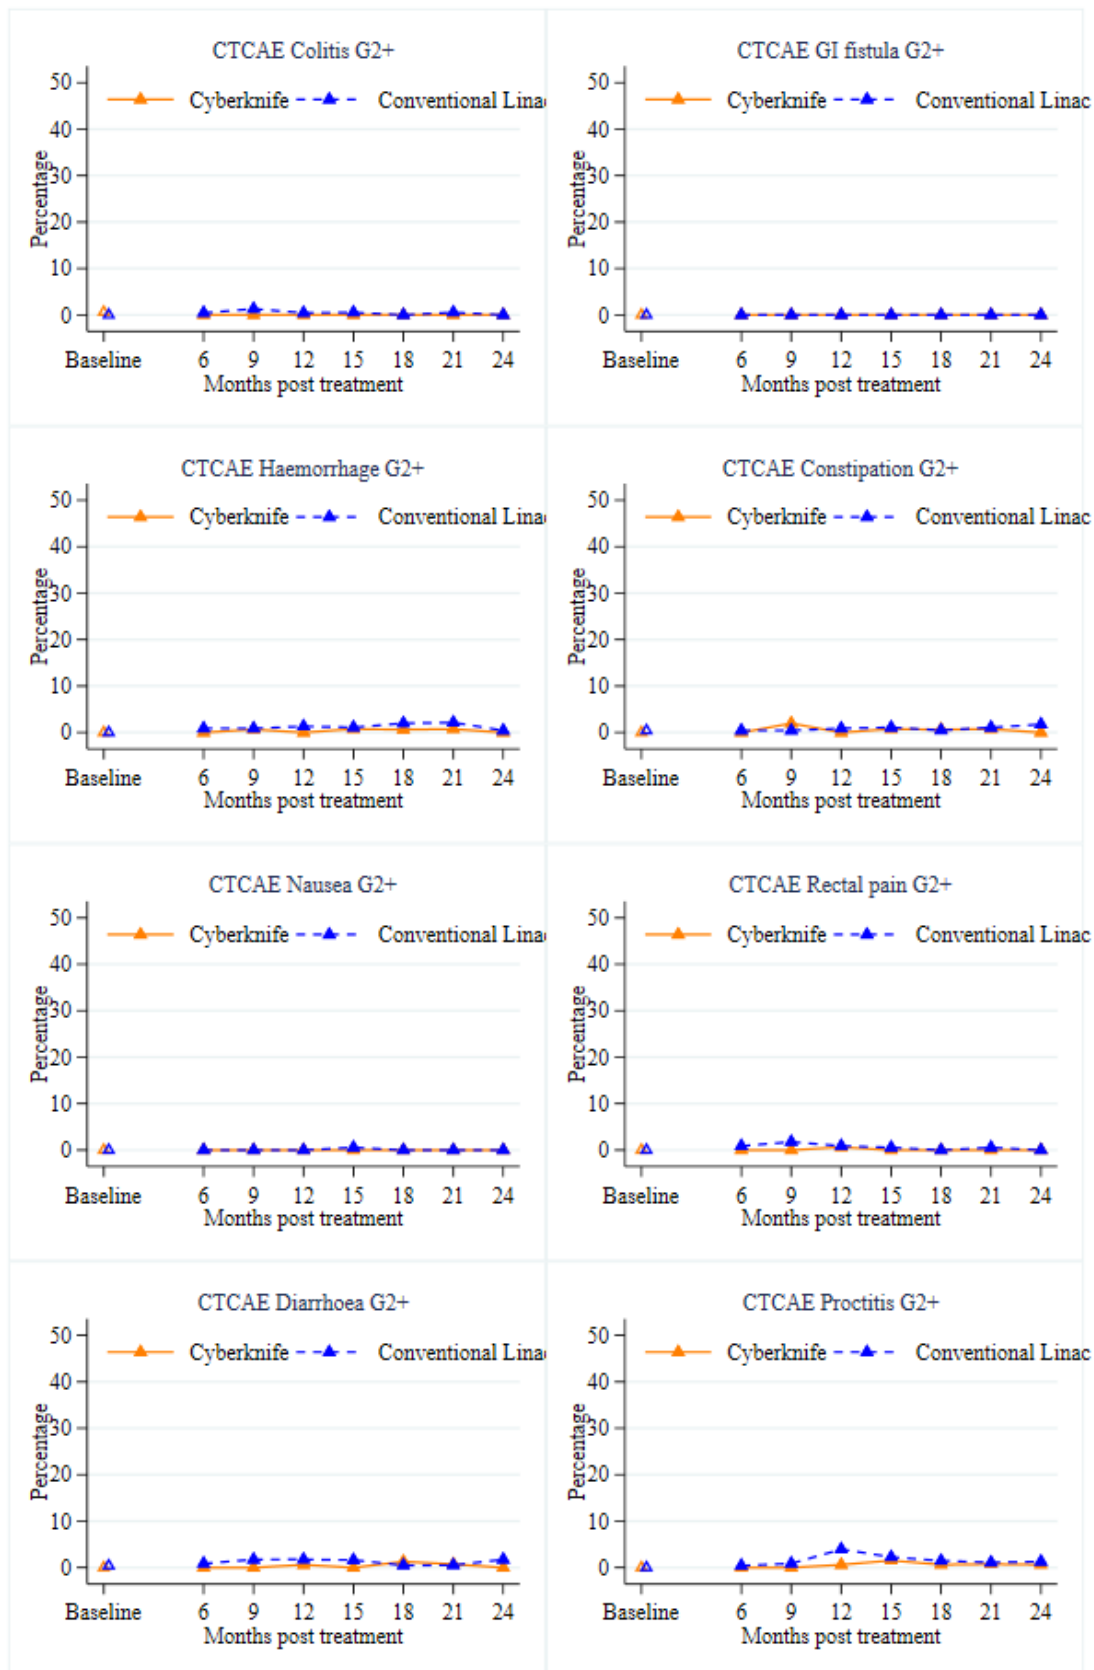 CTCAE Colitis G2+
Cyberknife Conventional Linac
50
40
30
20
10
0
Percentage
Baseline 6 9 12 15 18 21 24
Months post treatment
CTCAE GI fistula G2+
Cyberknife Conventional Linac
50
40
30
20
10
0
Percentage
Baseline 6 9 12 15 18 21 24
Months post treatment
CTCAE Haemorrhage G2+
Cyberknife Conventional Linac
50
40
30
20
10
0
Percentage
Baseline 6 9 12 15 18 21 24
Months post treatment
CTCAE Constipation G2+
Cyberknife Conventional Linac
50
40
30
20
10
0
Percentage
Baseline 6 9 12 15 18 21 24
Months post treatment
CTCAE Nausea G2+
Cyberknife Conventional Linac
50
40
30
20
10
0
Percentage
Baseline 6 9 12 15 18 21 24
Months post treatment
CTCAE Rectal pain G2+
Cyberknife Conventional Linac
50
40
30
20
10
0
Percentage
Baseline 6 9 12 15 18 21 24
Months post treatment
CTCAE Diarrhoea G2+
Cyberknife Conventional Linac
50
40
30
20
10
0
Percentage
Baseline 6 9 12 15 18 21 24
Months post treatment
CTCAE Proctitis G2+
Cyberknife Conventional Linac
50
40
30
20
10
0
Percentage
Baseline 6 9 12 15 18 21 24
Months post treatment